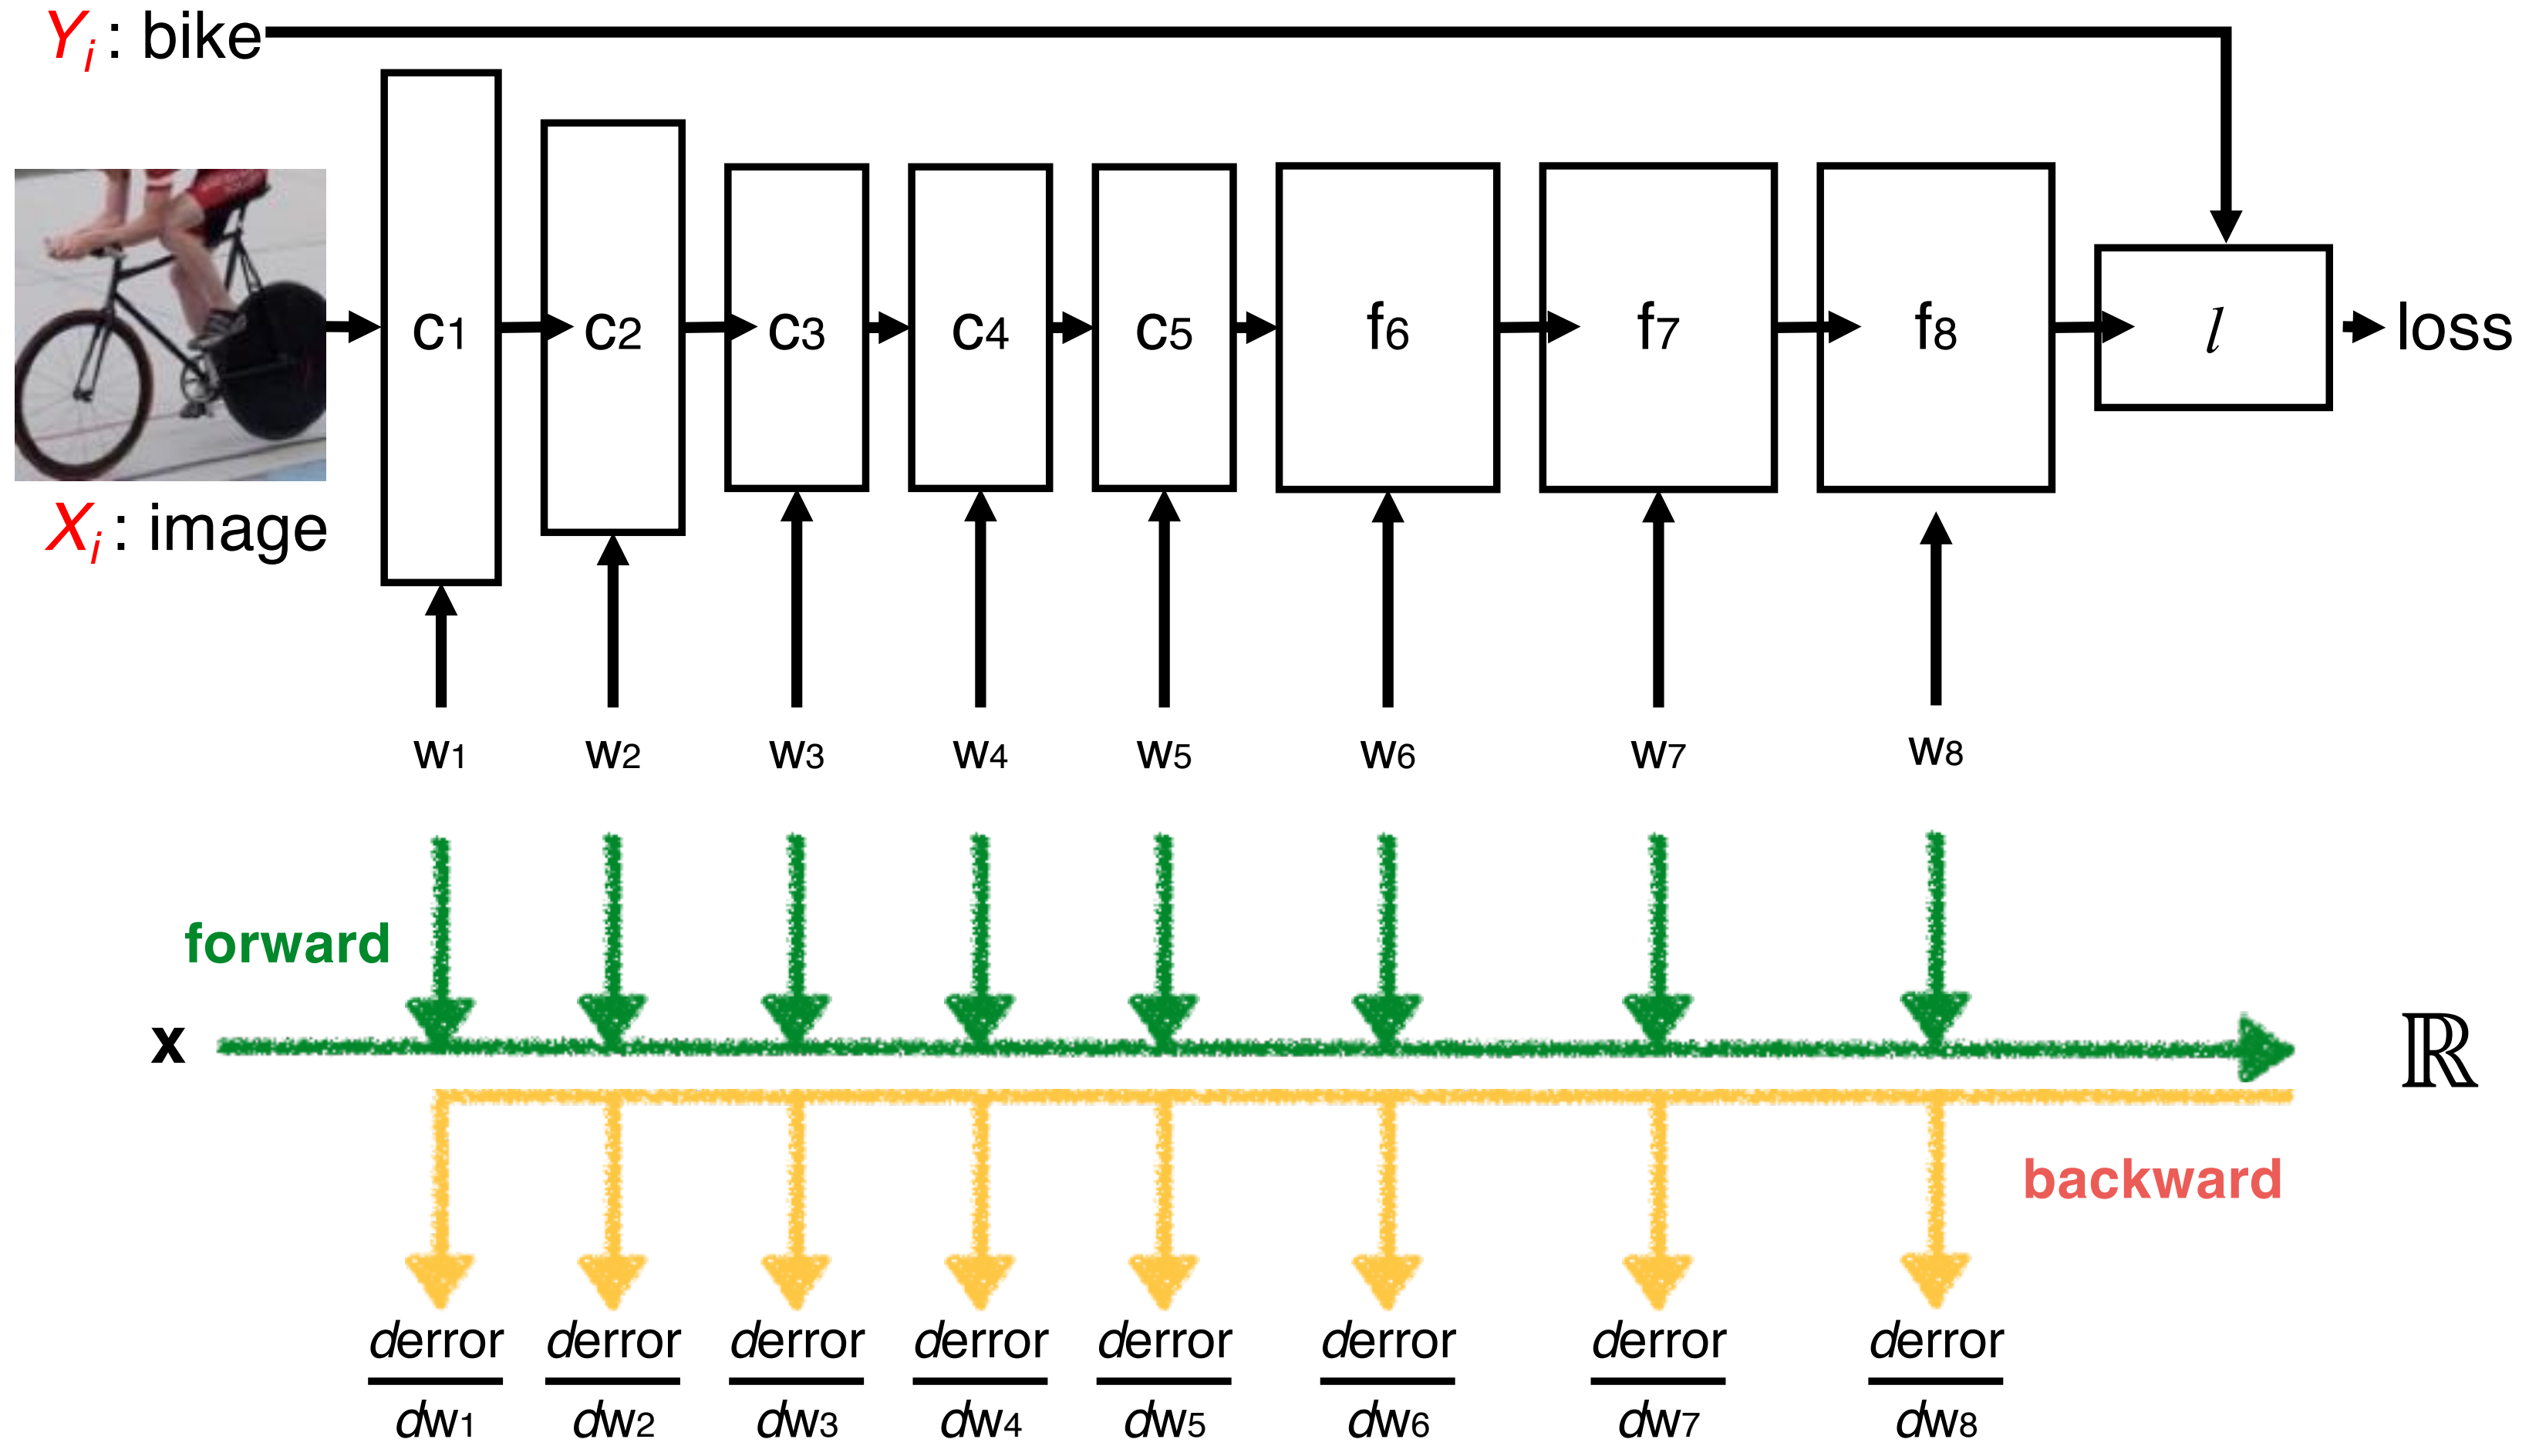 Yi : bike
c1 c2 c3 c4 c5 f6 f7 f8 l loss
Xi : image
w1 w2 w3 w4 w5 w6 w7 w8
forward
x ℝ
backward
derror derror derror derror derror derror derror derror
dw1 dw2 dw3 dw4 dw5 dw6 dw7 dw8